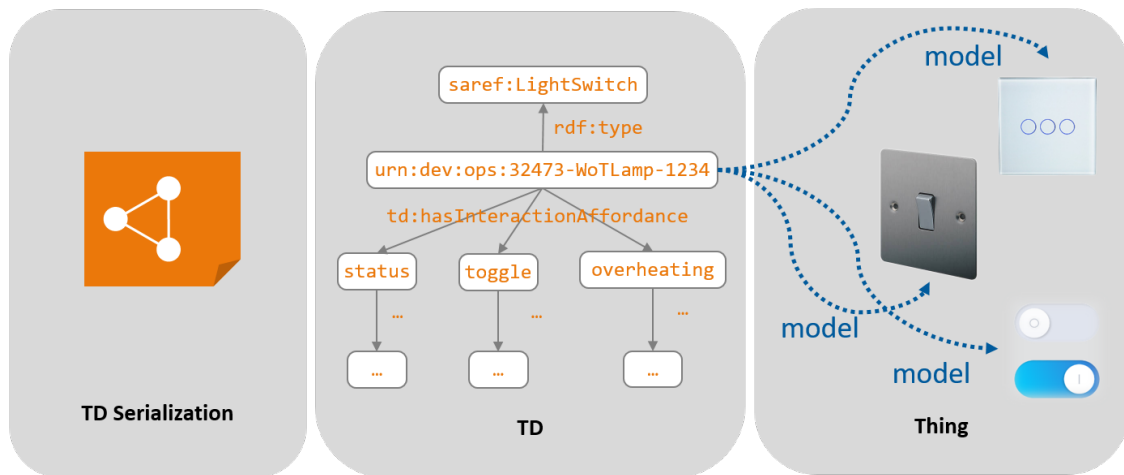 TD Serialization
saref:LightSwitch
rdf:type
urn:dev:ops:32473-WoTLamp-1234
td:hasInteractionAffordance
status
toggle
overheating
…
…
…
…
…
…
TD
model
model
model
Thing